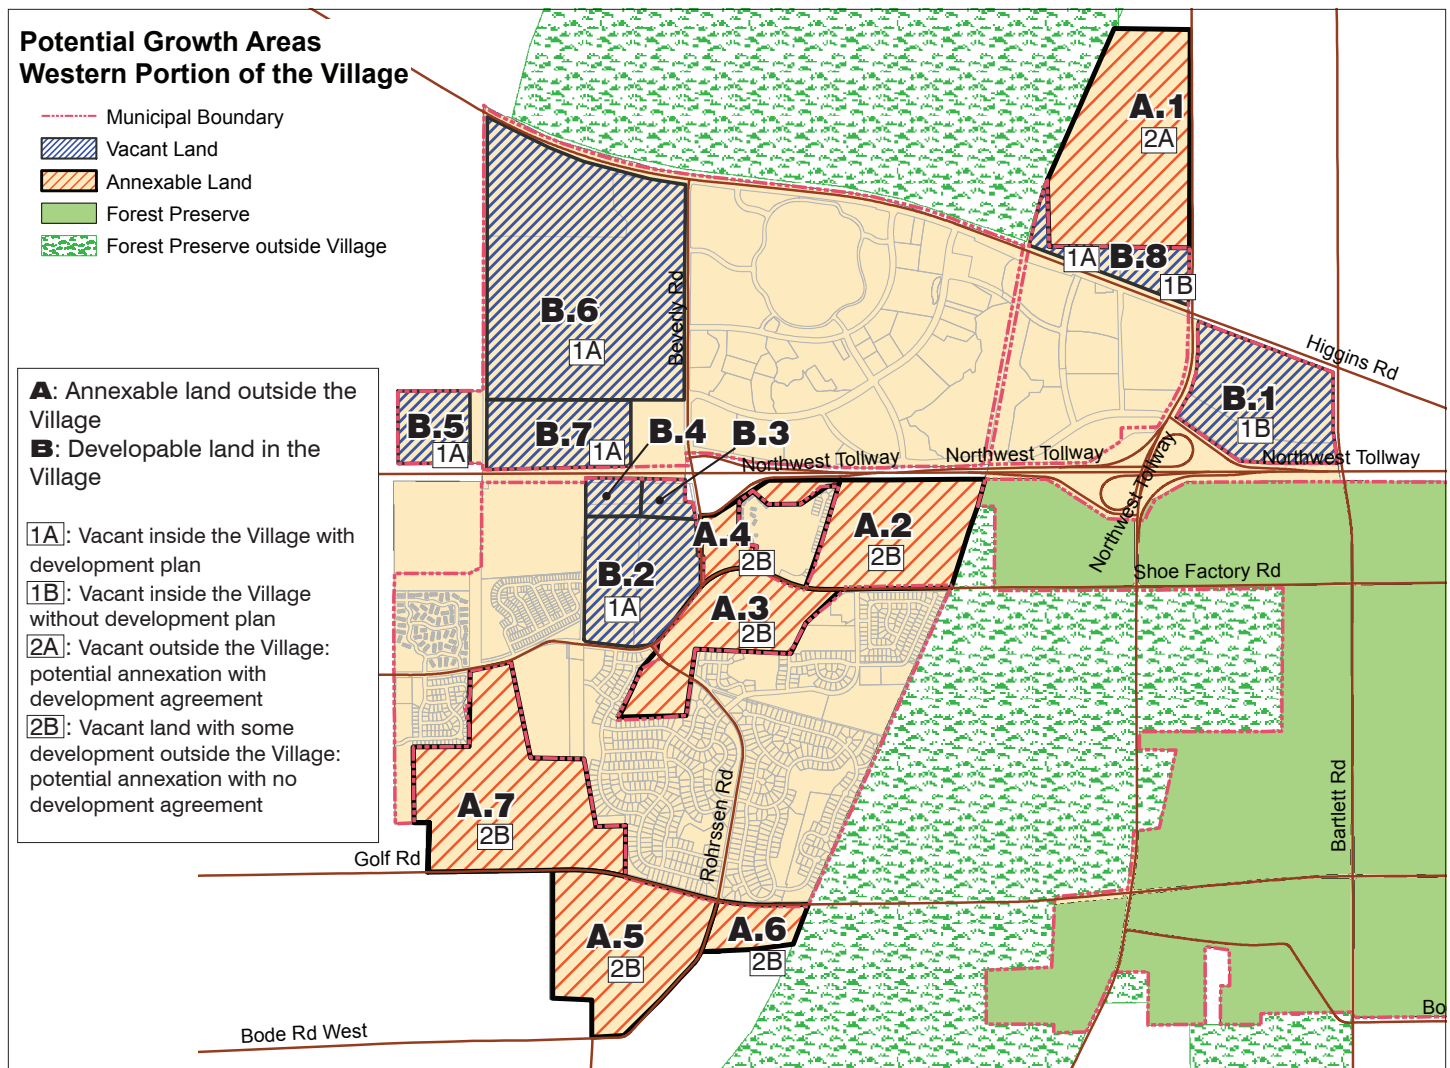 Potential Growth Areas
Western Portion of the Village
Municipal Boundary
Vacant Land
Annexable Land
Forest Preserve
Forest Preserve outside Village
A: Annexable land outside the
Village
B: Developable land in the
Village
1A: Vacant inside the Village with
development plan
1B: Vacant inside the Village
without development plan
2A: Vacant outside the Village:
potential annexation with
development agreement
2B: Vacant land with some
development outside the Village:
potential annexation with no
development agreement
A.1
2A
1A
B.8
1B
B.6
1A
Beverly Rd
Higgins Rd
B.1
1B
B.5
1A
B.7
1A
B.4
B.3
Northwest Tollway
Northwest Tollway
Northwest Tollway
Northwest Tollway
A.4
2B
A.2
2B
B.2
1A
Shoe Factory Rd
A.3
2B
A.7
2B
Rohrssen Rd
Bartlett Rd
Golf Rd
A.5
2B
A.6
2B
Bode Rd West
Bo